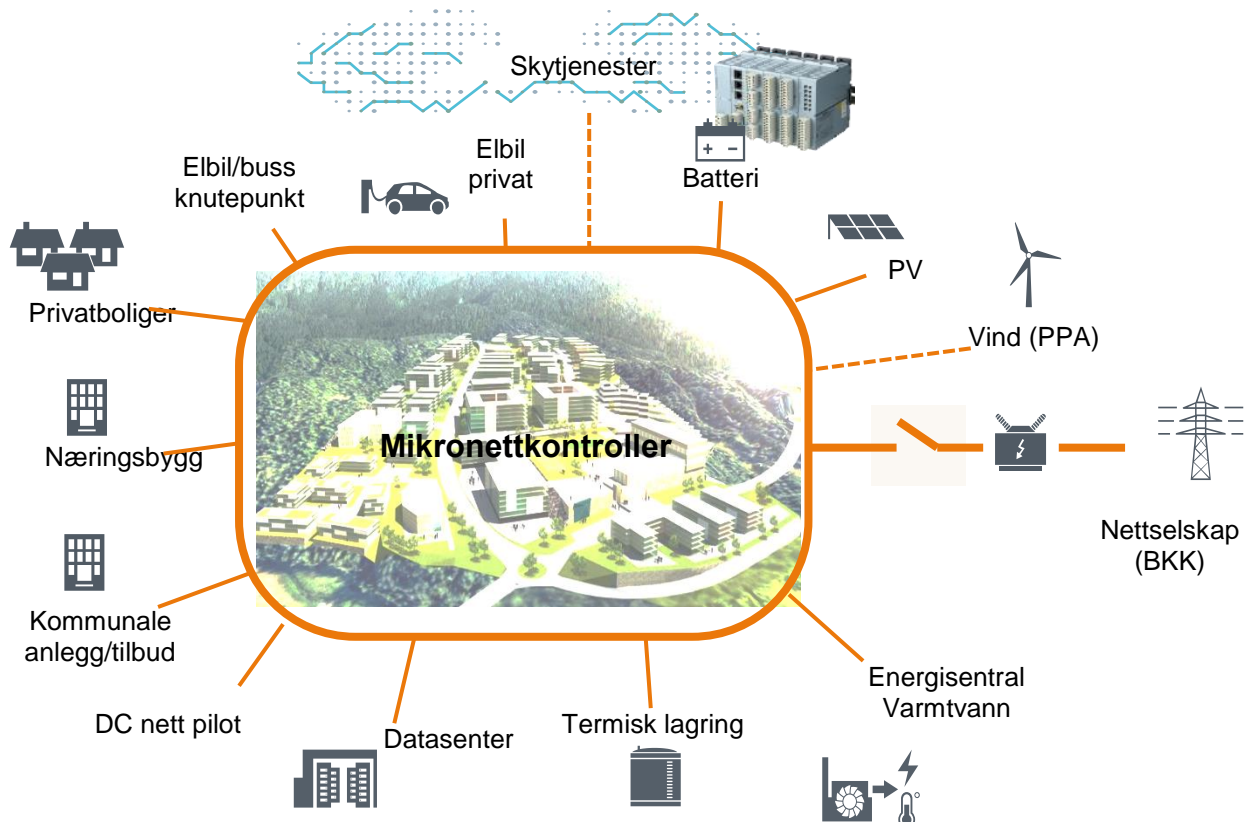 Skytjenester
Elbil/buss
knutepunkt
Elbil
privat
Batteri
PV
Privatboliger
Vind (PPA)
Næringsbygg
Mikronettkontroller
Nettselskap
(BKK)
Kommunale
anlegg/tilbud
Energisentral
Varmtvann
DC nett pilot
Datasenter
Termisk lagring